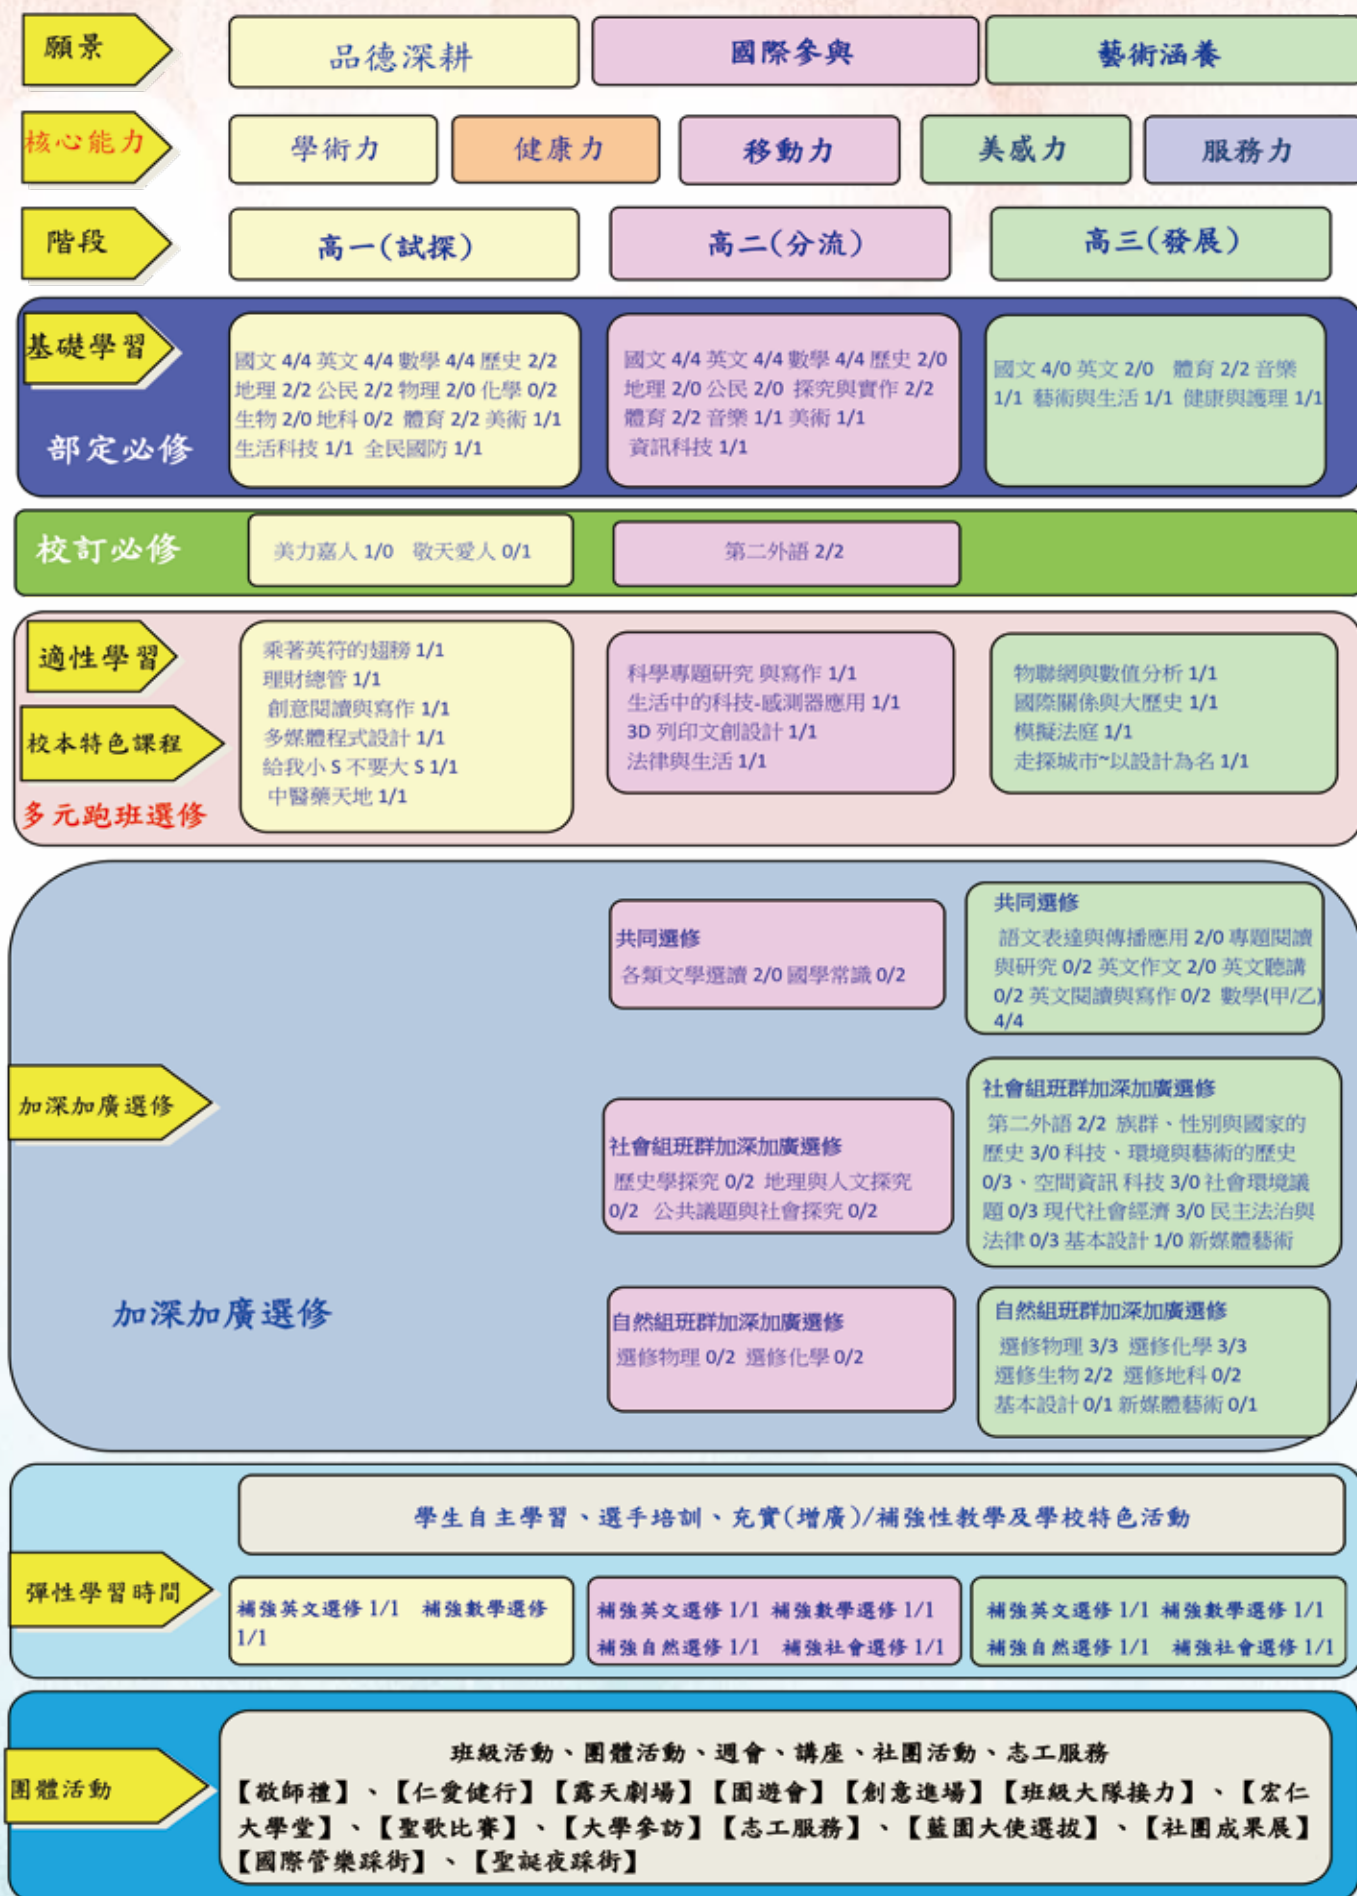 願景
品德深耕
國際參與
藝術涵養
核心能力
學術力
健康力
移動力
美感力
服務力
階段
高一(試探)
高二(分流)
高三(發展)
基礎學習
部定必修
國文 4/4 英文 4/4 數學 4/4 歷史 2/2
地理 2/2 公民 2/2 物理 2/0 化學 0/2
生物 2/0 地科 0/2 體育 2/2 美術 1/1
生活科技 1/1 全民國防 1/1
國文 4/4 英文 4/4 數學 4/4 歷史 2/0
地理 2/0 公民 2/0 探究與實作 2/2
體育 2/2 音樂 1/1 美術 1/1
資訊科技 1/1
國文 4/0 英文 2/0 體育 2/2 音樂
1/1 藝術與生活 1/1 健康與護理 1/1
校訂必修
美力嘉人 1/0 敬天愛人 0/1
第二外語 2/2
適性學習
校本特色課程
多元跑班選修
乘著英符的翅膀 1/1
理財總管 1/1
創意閱讀與寫作 1/1
多媒體程式設計 1/1
給我小 S 不要大 S 1/1
中醫藥天地 1/1
科學專題研究 與寫作 1/1
生活中的科技-感測器應用 1/1
3D 列印文創設計 1/1
法律與生活 1/1
物聯網與數值分析 1/1
國際關係與大歷史 1/1
模擬法庭 1/1
走探城市~以設計為名 1/1
加深加廣選修
加深加廣選修
共同選修
各類文學選讀 2/0 國學常識 0/2
共同選修
語文表達與傳播應用 2/0 專題閱讀
與研究 0/2 英文作文 2/0 英文聽講
0/2 英文閱讀與寫作 0/2 數學(甲/乙)
4/4
社會組班群加深加廣選修
歷史學探究 0/2 地理與人文探究
0/2 公共議題與社會探究 0/2
社會組班群加深加廣選修
第二外語 2/2 族群、性別與國家的
歷史 3/0 科技、環境與藝術的歷史
0/3、空間資訊 科技 3/0 社會環境議
題 0/3 現代社會經濟 3/0 民主法治與
法律 0/3 基本設計 1/0 新媒體藝術
自然組班群加深加廣選修
選修物理 0/2 選修化學 0/2
自然組班群加深加廣選修
選修物理 3/3 選修化學 3/3
選修生物 2/2 選修地科 0/2
基本設計 0/1 新媒體藝術 0/1
彈性學習時間
學生自主學習、選手培訓、充實(增廣)/補強性教學及學校特色活動
補強英文選修 1/1 補強數學選修
1/1
補強英文選修 1/1 補強數學選修 1/1
補強自然選修 1/1 補強社會選修 1/1
補強英文選修 1/1 補強數學選修 1/1
補強自然選修 1/1 補強社會選修 1/1
團體活動
班級活動、團體活動、週會、講座、社團活動、志工服務
【敬師禮】、【仁愛健行】【露天劇場】【園遊會】【創意進場】【班級大隊接力】、【宏仁
大學堂】、【聖歌比賽】、【大學參訪】【志工服務】、【藍園大使選拔】、【社團成果展】
【國際管樂踩街】、【聖誕夜踩街】